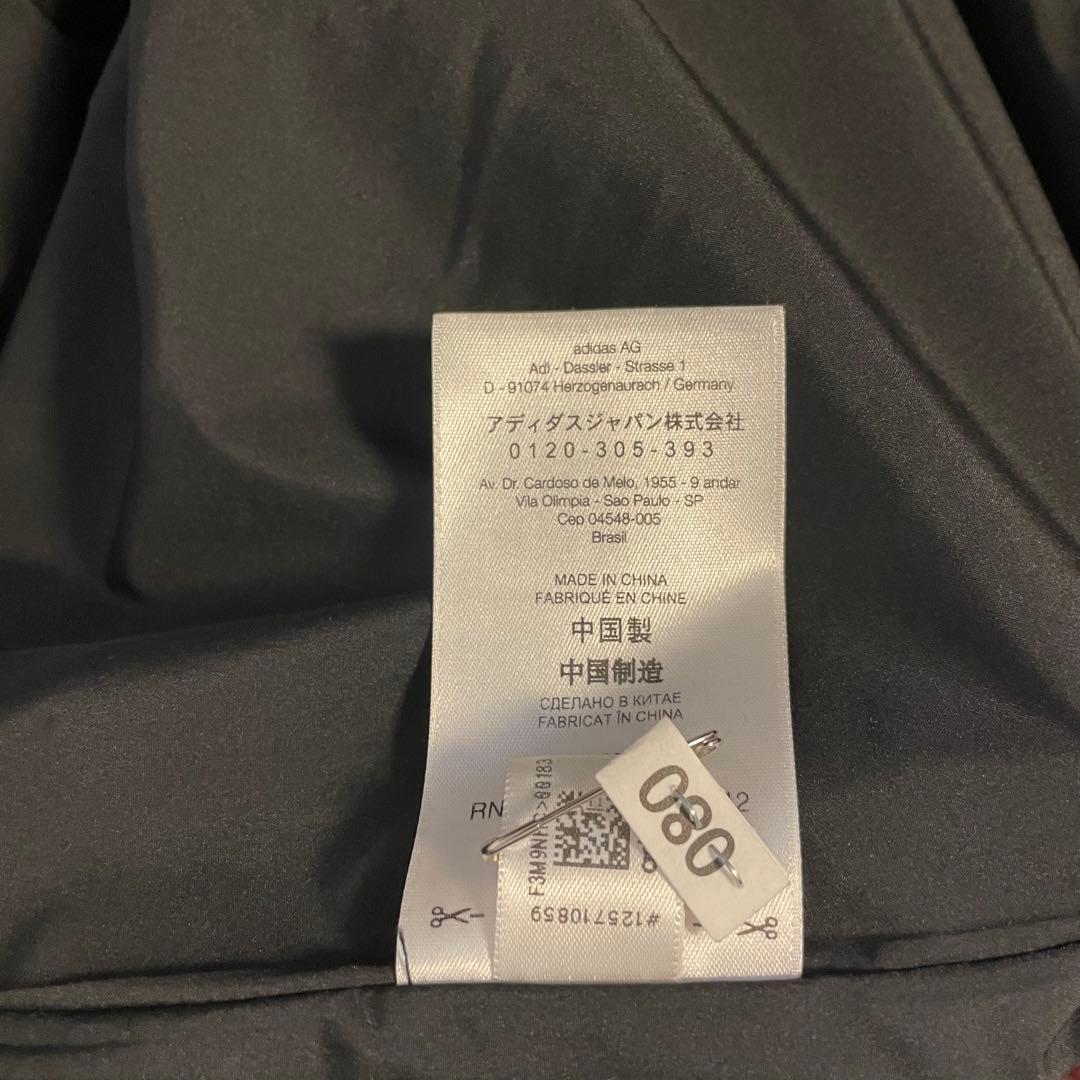 adidas AG
Adi - Dassler - Strasse 1
D - 91074 Herzogenaurach / Germany
アディダスジャパン株式会社
0120-305-393
Av. Dr. Cardoso de Melo, 1955 - 9 andar
Vila Olimpia - Sao Paulo - SP
Cep 04548-005
Brasil
MADE IN CHINA
FABRIQUÉ EN CHINE
中国製
中国制造
СДЕЛАНО В КИТАЕ
FABRICAT ÎN CHINA
RN
080
#125710859